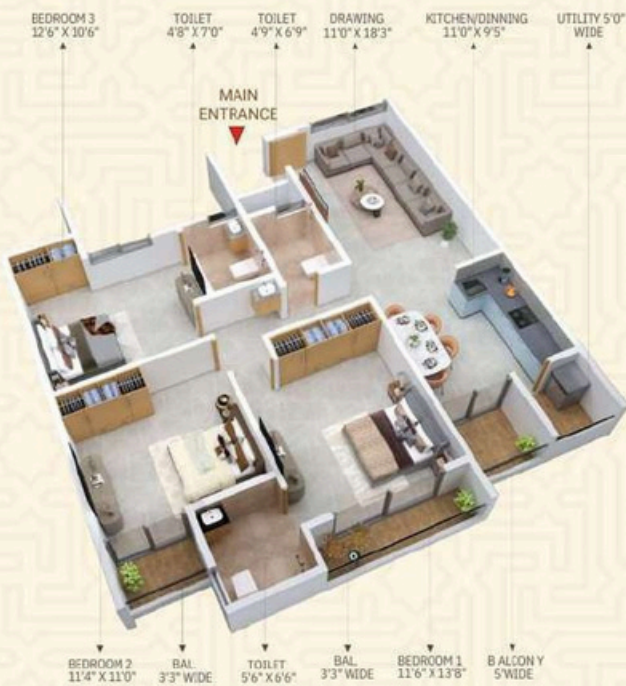 BEDROOM 3
12'6" X 10'6"
TOILET
4'8" X 7'0"
TOILET
4'9" X 6'9"
DRAWING
11'0" X 18'3"
KITCHEN/DINNING
11'0" X 9'5"
UTILITY 5'0"
WIDE
MAIN
ENTRANCE
BEDROOM 2
11'4" X 11'0"
BAL
3'3" WIDE
TOILET
5'6" X 6'6"
BAL
3'3" WIDE
BEDROOM 1
11'6" X 13'8"
B ALCON Y
5'WIDE